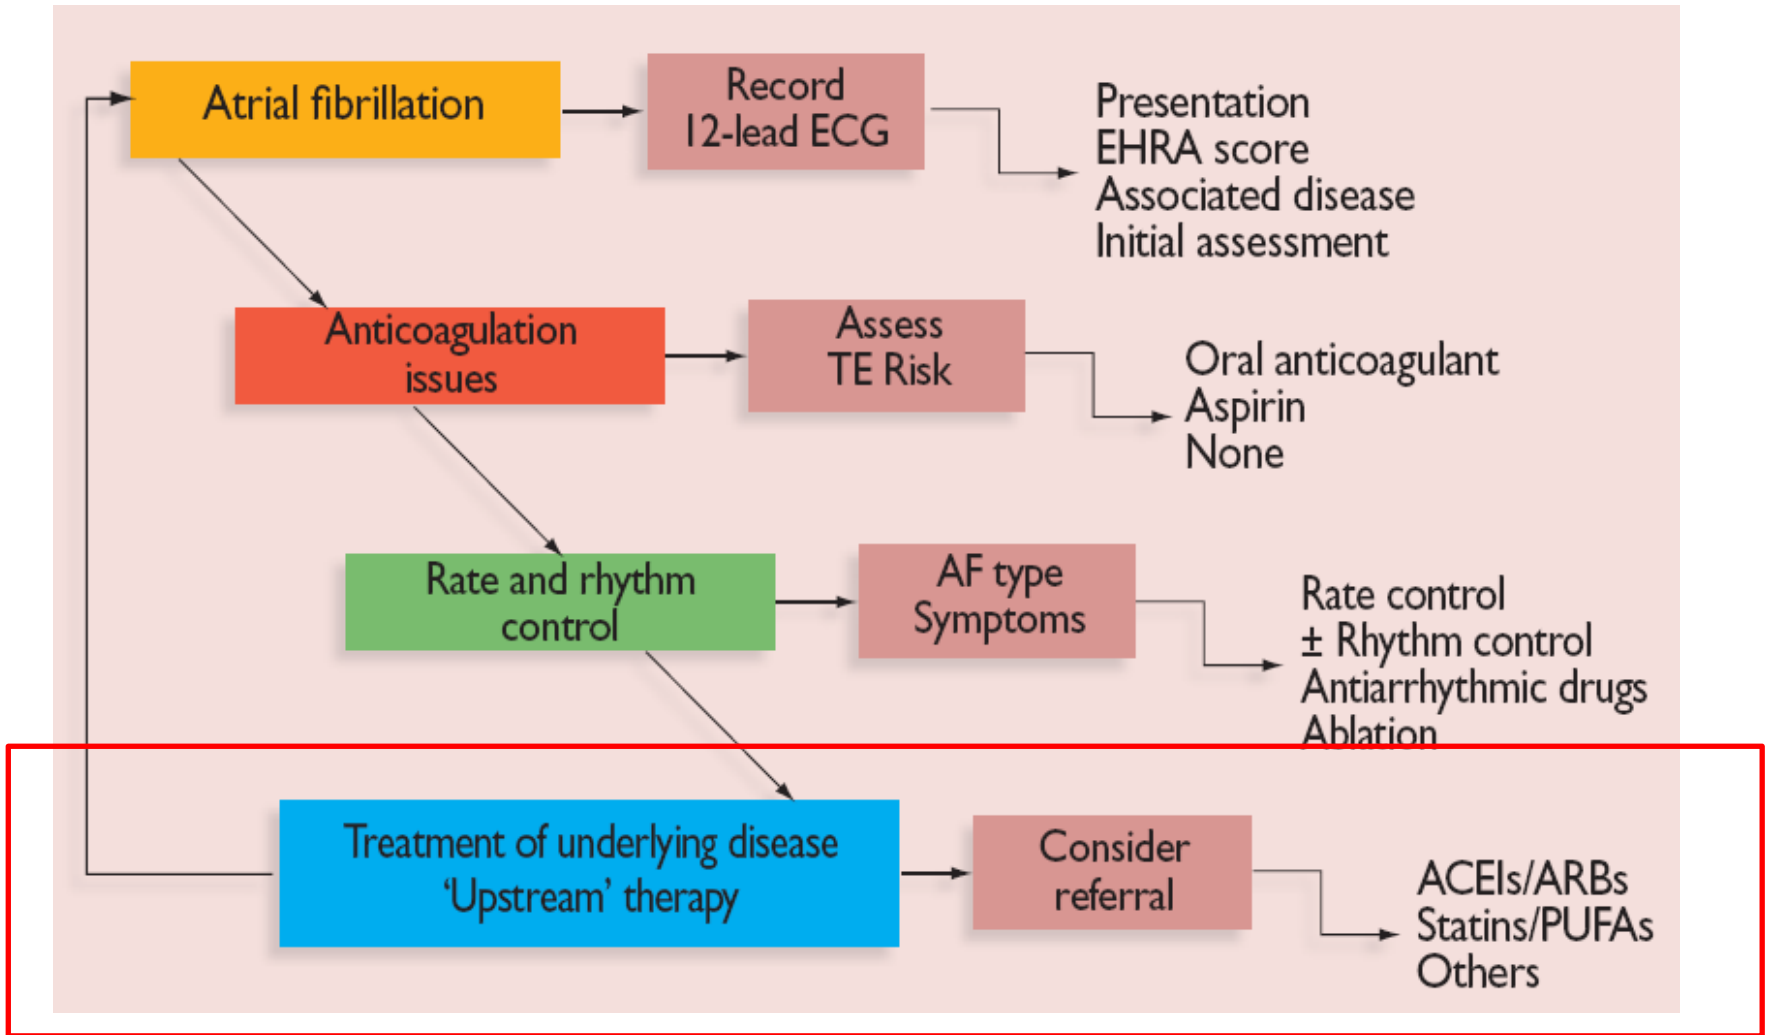 Atrial fibrillation
Record
12-lead ECG
Presentation
EHRA score
Associated disease
Initial assessment
Anticoagulation
issues
Assess
TE Risk
Oral anticoagulant
Aspirin
None
Rate and rhythm
control
AF type
Symptoms
Rate control
± Rhythm control
Antiarrhythmic drugs
Ablation
Treatment of underlying disease
‘Upstream’ therapy
Consider
referral
ACEIs/ARBs
Statins/PUFAs
Others